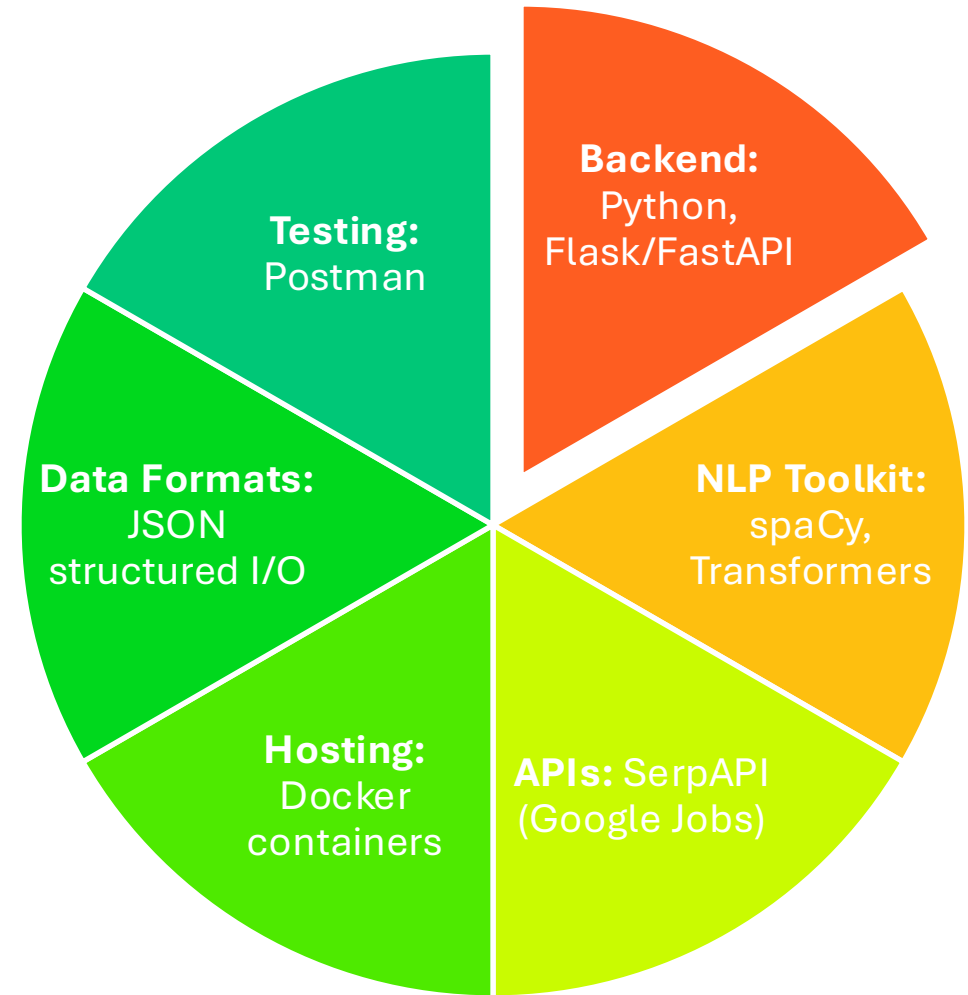 Backend:
Python,
Flask/FastAPI
NLP Toolkit:
spaCy,
Transformers
APIs: SerpAPI
(Google Jobs)
Hosting:
Docker
containers
Data Formats:
JSON
structured I/O
Testing:
Postman